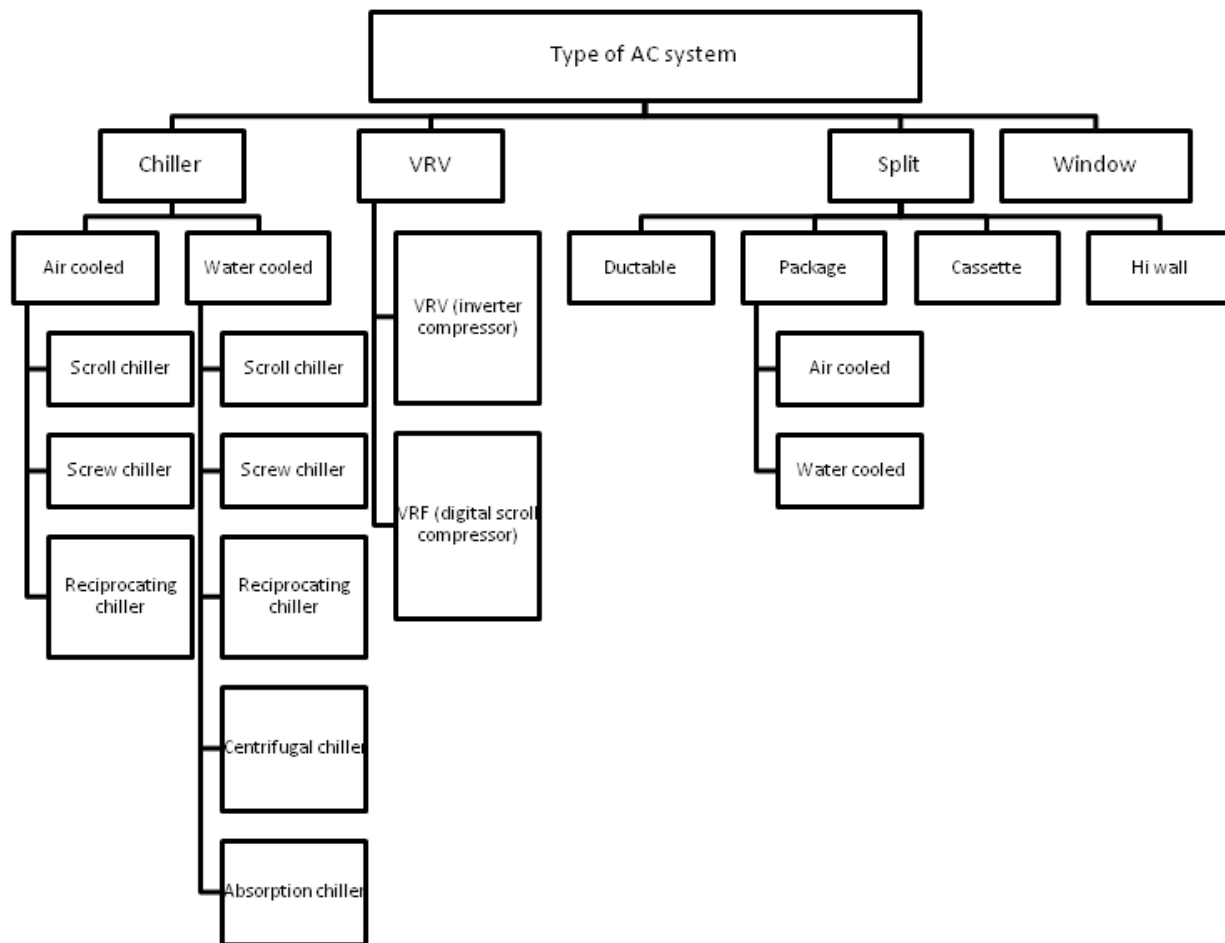 Type of AC system
Chiller
VRV
Split
Window
Air cooled
Water cooled
Ductable
Package
Cassette
Hi wall
Scroll chiller
Screw chiller
Reciprocating
chiller
Scroll chiller
Screw chiller
Reciprocating
chiller
Centrifugal chiller
Absorption chiller
VRV (inverter
compressor)
VRF (digital scroll
compressor)
Air cooled
Water cooled